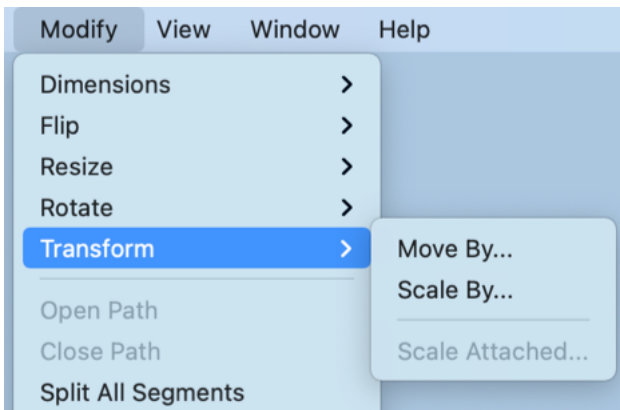 Modify View Window Help
Dimensions
Flip
Resize
Rotate
Transform
Move By...
Scale By...
Scale Attached...
Open Path
Close Path
Split All Segments